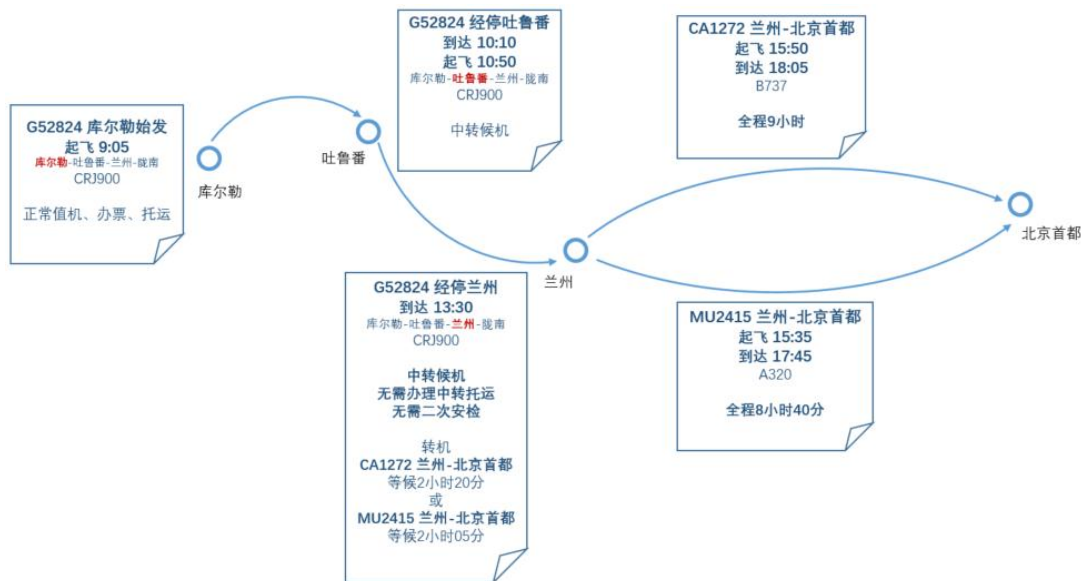 G52824 库尔勒始发
起飞 9:05
库尔勒-吐鲁番-兰州-陇南
CRJ900
正常值机、办票、托运
库尔勒
G52824 经停吐鲁番
到达 10:10
起飞 10:50
库尔勒-吐鲁番-兰州-陇南
CRJ900
中转候机
吐鲁番
G52824 经停兰州
到达 13:30
库尔勒-吐鲁番-兰州-陇南
CRJ900
中转候机
无需办理中转托运
无需二次安检
转机
CA1272 兰州-北京首都
等候2小时20分
或
MU2415 兰州-北京首都
等候2小时05分
兰州
CA1272 兰州-北京首都
起飞 15:50
到达 18:05
B737
全程9小时
MU2415 兰州-北京首都
起飞 15:35
到达 17:45
A320
全程8小时40分
北京首都